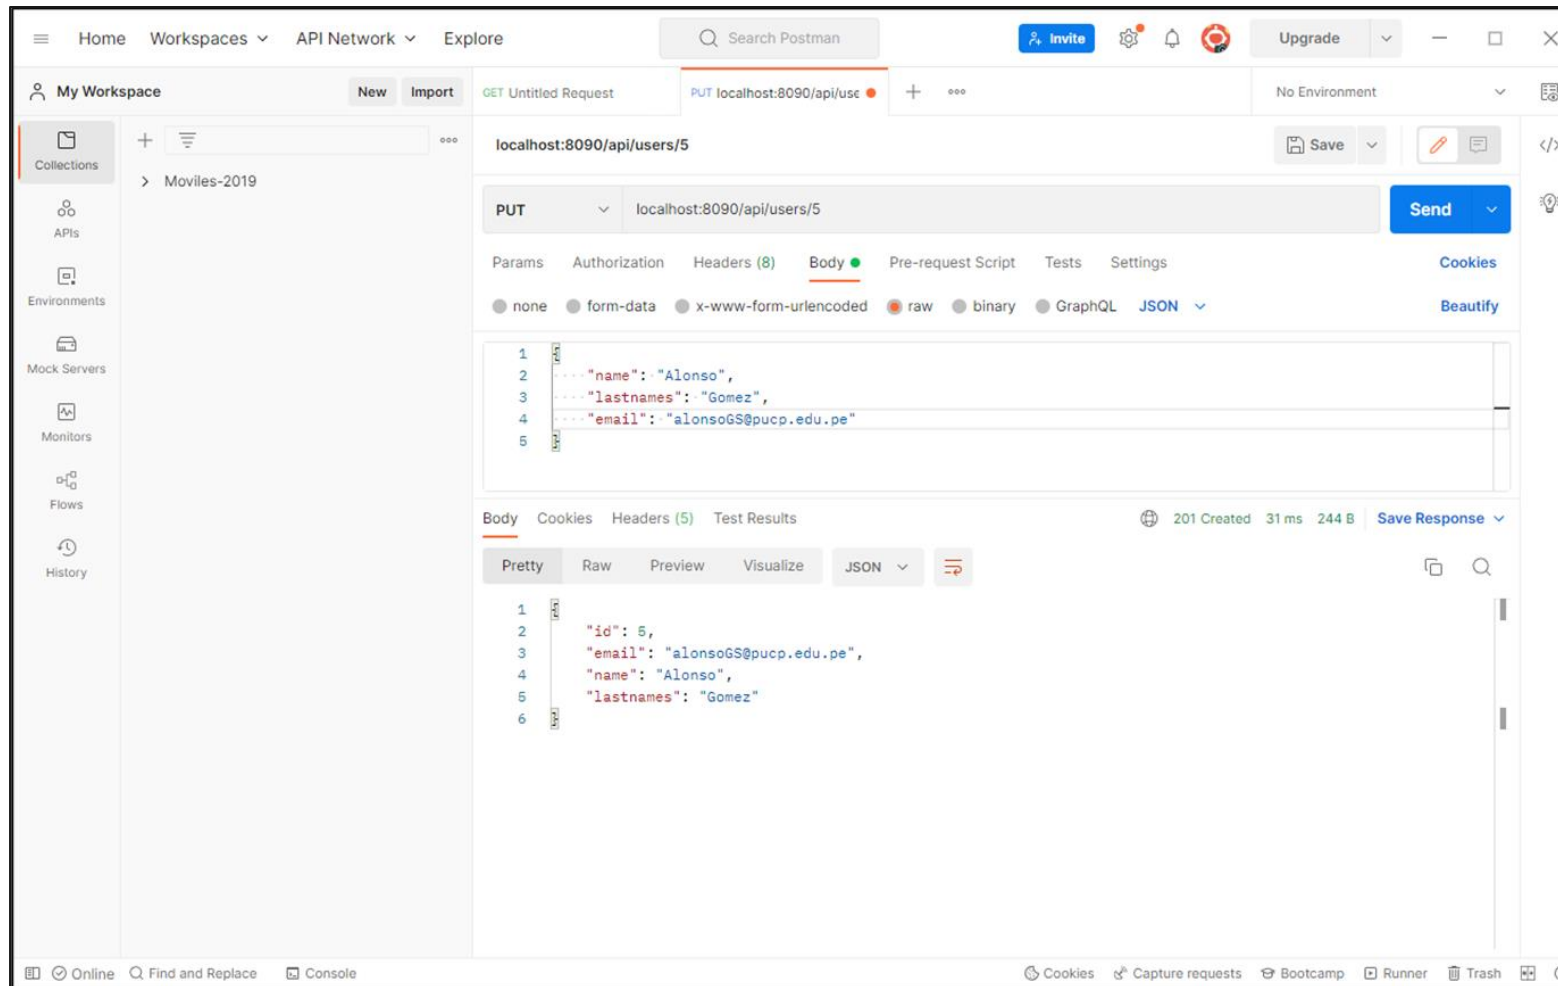 Home Workspaces API Network Explore Search Postman Invite Upgrade
My Workspace New Import GET Untitled Request PUT localhost:8090/api/use No Environment
Collections
APIs
Environments
Mock Servers
Monitors
Flows
History
Moviles-2019
localhost:8090/api/users/5 Save
PUT localhost:8090/api/users/5 Send
Params Authorization Headers (8) Body Pre-request Script Tests Settings Cookies
none form-data x-www-form-urlencoded raw binary GraphQL JSON Beautify
1 {
2 "name": "Alonso",
3 "lastnames": "Gomez",
4 "email": "alonsoGS@pucp.edu.pe"
5 }
Body Cookies Headers (5) Test Results 201 Created 31 ms 244 B Save Response
Pretty Raw Preview Visualize JSON
1 {
2 "id": 5,
3 "email": "alonsoGS@pucp.edu.pe",
4 "name": "Alonso",
5 "lastnames": "Gomez"
6 }
Online Find and Replace Console Cookies Capture requests Bootcamp Runner Trash